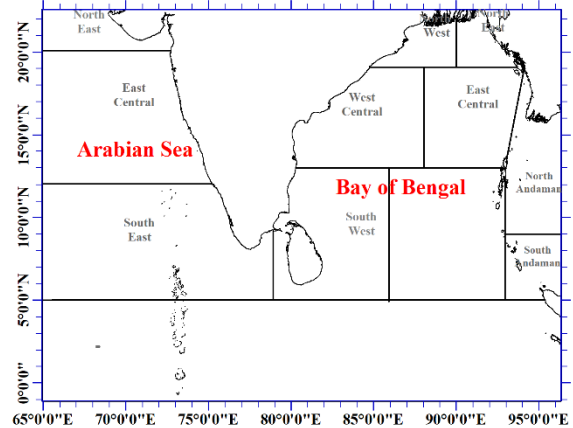 North
East
West
North
East
20°0'0"N
East
Central
West
Central
East
Central
15°0'0"N
Arabian Sea
Bay of Bengal
North
Andaman
10°0'0"N
South
East
South
West
South
Andaman
5°0'0"N
0°0'0"
65°0'0"E
70°0'0"E
75°0'0"E
80°0'0"E
85°0'0"E
90°0'0"E
95°0'0"E